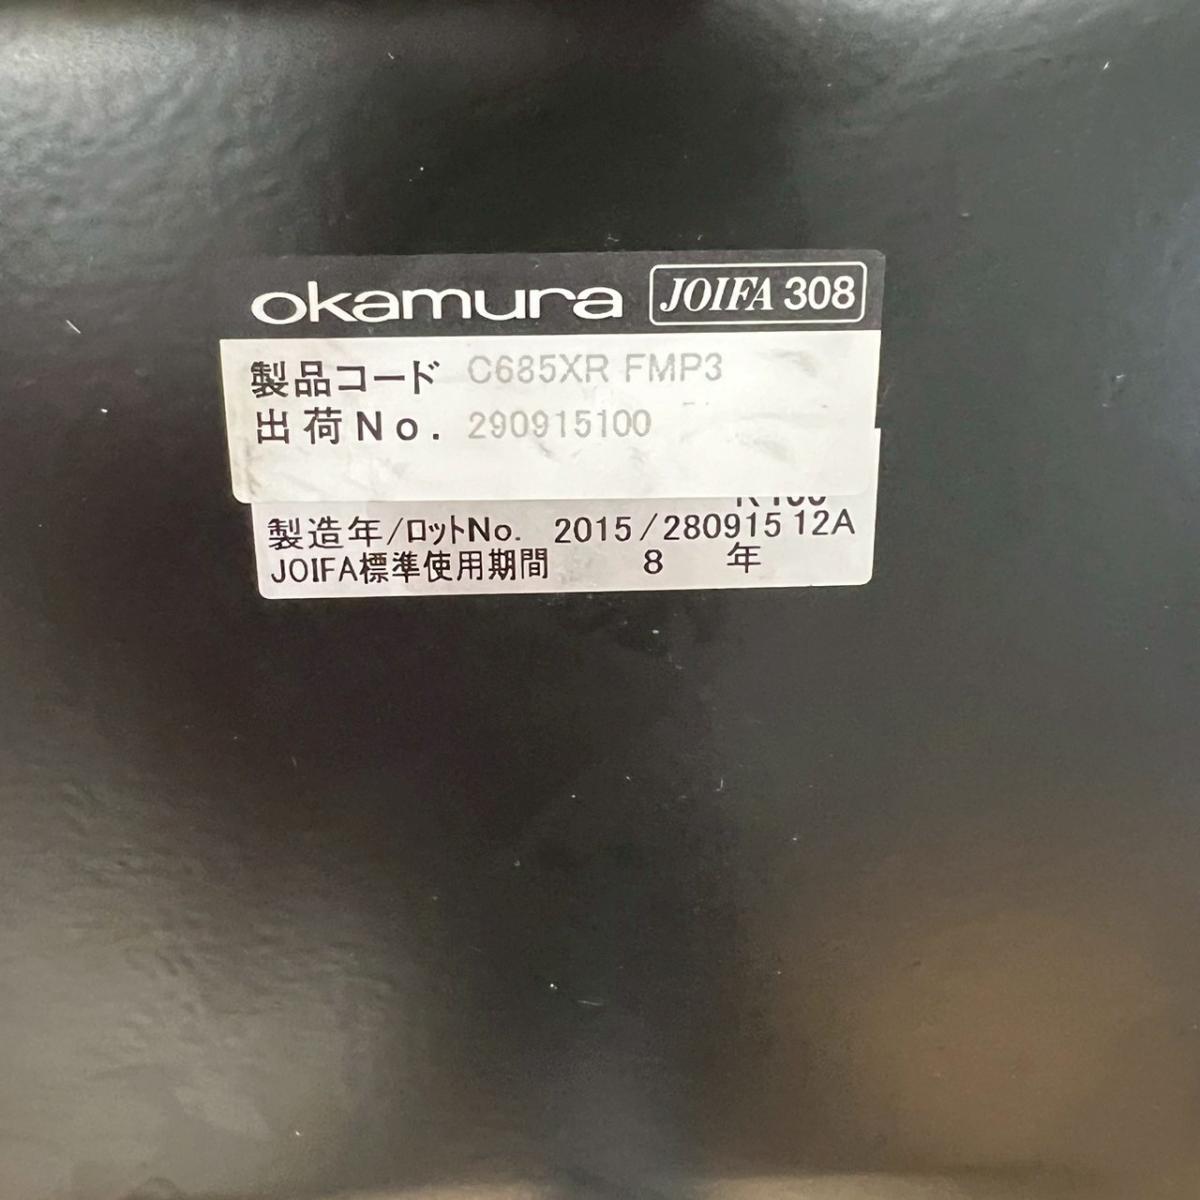 okamura JOIFA 308
製品コード C685XR FMP3
出荷No. 290915100
製造年/ロットNo. 2015/280915 12A
JOIFA標準使用期間 8 年